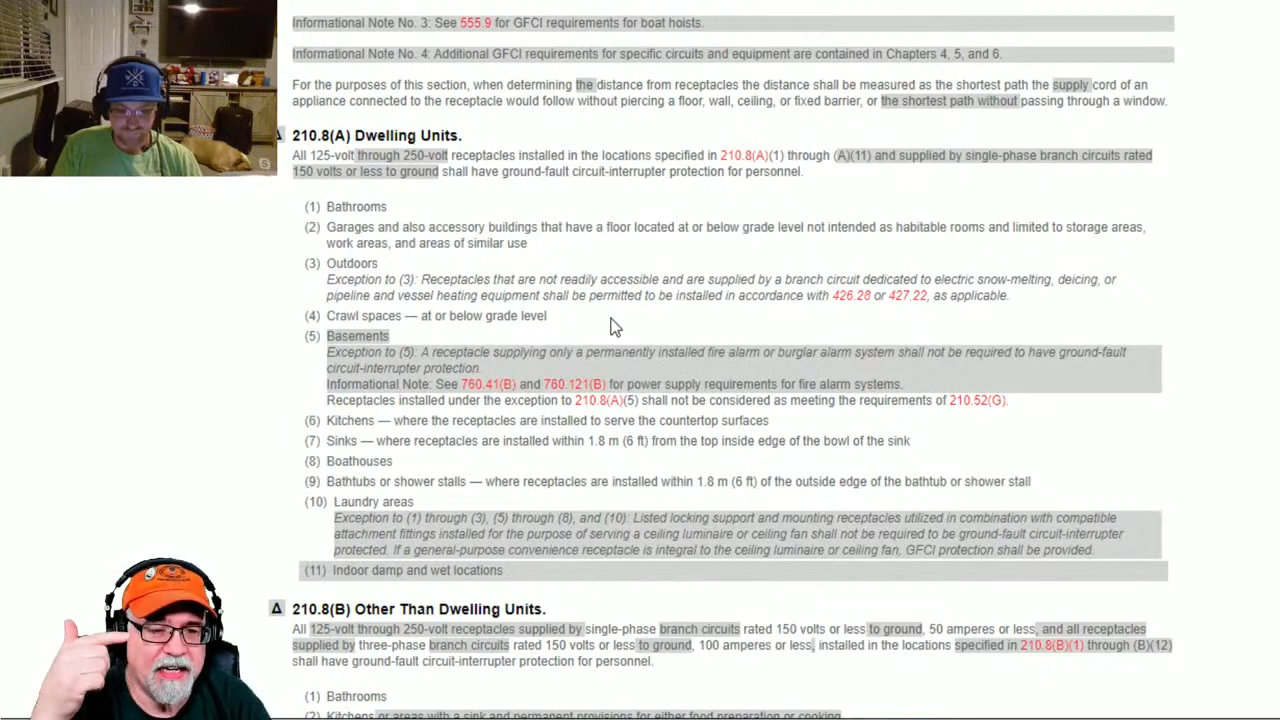 Informational Note No. 3: See 555.9 for GFCI requirements for boat hoists.
Informational Note No. 4: Additional GFCI requirements for specific circuits and equipment are contained in Chapters 4, 5, and 6.
For the purposes of this section, when determining the distance from receptacles the distance shall be measured as the shortest path the supply cord of an
appliance connected to the receptacle would follow without piercing a floor, wall, ceiling, or fixed barrier, or the shortest path without passing through a window.
Δ 210.8(A) Dwelling Units.
All 125-volt through 250-volt receptacles installed in the locations specified in 210.8(A)(1) through (A)(11) and supplied by single-phase branch circuits rated
150 volts or less to ground shall have ground-fault circuit-interrupter protection for personnel.
(1) Bathrooms
(2) Garages and also accessory buildings that have a floor located at or below grade level not intended as habitable rooms and limited to storage areas,
work areas, and areas of similar use
(3) Outdoors
Exception to (3): Receptacles that are not readily accessible and are supplied by a branch circuit dedicated to electric snow-melting, deicing, or
pipeline and vessel heating equipment shall be permitted to be installed in accordance with 426.28 or 427.22, as applicable.
(4) Crawl spaces — at or below grade level
(5) Basements
Exception to (5): A receptacle supplying only a permanently installed fire alarm or burglar alarm system shall not be required to have ground-fault
circuit-interrupter protection.
Informational Note: See 760.41(B) and 760.121(B) for power supply requirements for fire alarm systems.
Receptacles installed under the exception to 210.8(A)(5) shall not be considered as meeting the requirements of 210.52(G).
(6) Kitchens — where the receptacles are installed to serve the countertop surfaces
(7) Sinks — where receptacles are installed within 1.8 m (6 ft) from the top inside edge of the bowl of the sink
(8) Boathouses
(9) Bathtubs or shower stalls — where receptacles are installed within 1.8 m (6 ft) of the outside edge of the bathtub or shower stall
(10) Laundry areas
Exception to (1) through (3), (5) through (8), and (10): Listed locking support and mounting receptacles utilized in combination with compatible
attachment fittings installed for the purpose of serving a ceiling luminaire or ceiling fan shall not be required to be ground-fault circuit-interrupter
protected. If a general-purpose convenience receptacle is integral to the ceiling luminaire or ceiling fan, GFCI protection shall be provided.
(11) Indoor damp and wet locations
Δ 210.8(B) Other Than Dwelling Units.
All 125-volt through 250-volt receptacles supplied by single-phase branch circuits rated 150 volts or less to ground, 50 amperes or less, and all receptacles
supplied by three-phase branch circuits rated 150 volts or less to ground, 100 amperes or less, installed in the locations specified in 210.8(B)(1) through (B)(12)
shall have ground-fault circuit-interrupter protection for personnel.
(1) Bathrooms
(2) Kitchens or areas with a sink and permanent provisions for either food preparation or cooking